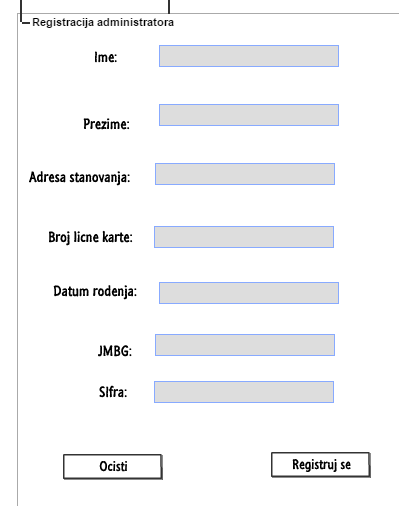 Registracija administratora
Ime:
Prezime:
Adresa stanovanja:
Broj licne karte:
Datum rodenja:
JMBG:
SIfra:
Ocisti
Registruj se